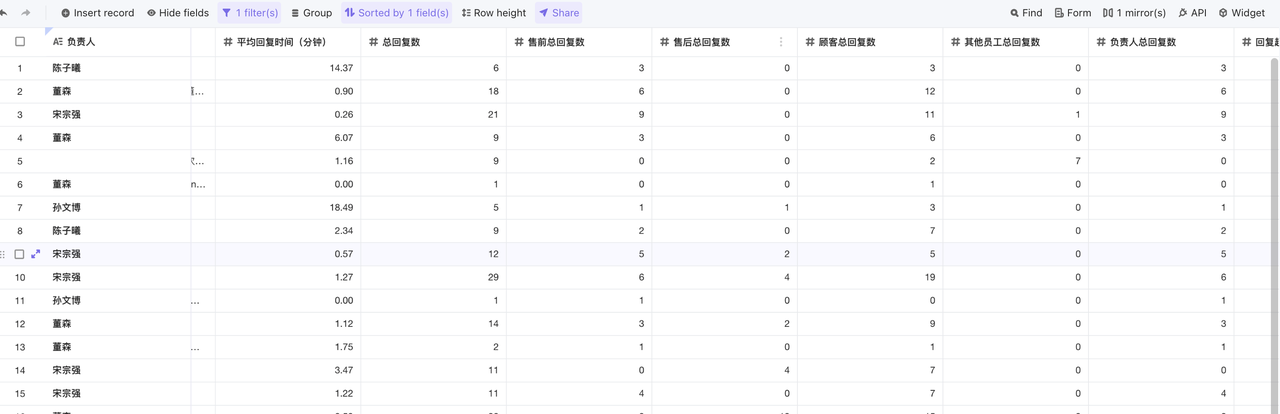 Insert record Hide fields 1 filter(s) Group Sorted by 1 field(s) Row height Share Find Form 1 mirror(s) API Widget
负责人 平均回复时间（分钟） 总回复数 售前总回复数 售后总回复数 顾客总回复数 其他员工总回复数 负责人总回复数
1 陈子曦 14.37 6 3 0 3 0 3
2 董森 ... 0.90 18 6 0 12 0 6
3 宋宗强 0.26 21 9 0 11 1 9
4 董森 6.07 9 3 0 6 0 3
5 ... 1.16 9 0 0 2 7 0
6 董森 n... 0.00 1 0 0 1 0 0
7 孙文博 18.49 5 1 1 3 0 1
8 陈子曦 2.34 9 2 0 7 0 2
宋宗强 0.57 12 5 2 5 0 5
10 宋宗强 1.27 29 6 4 19 0 6
11 孙文博 ... 0.00 1 1 0 0 0 1
12 董森 1.12 14 3 2 9 0 3
13 董森 ... 1.75 2 1 0 1 0 1
14 宋宗强 3.47 11 0 4 7 0 0
15 宋宗强 1.22 11 4 0 7 0 4